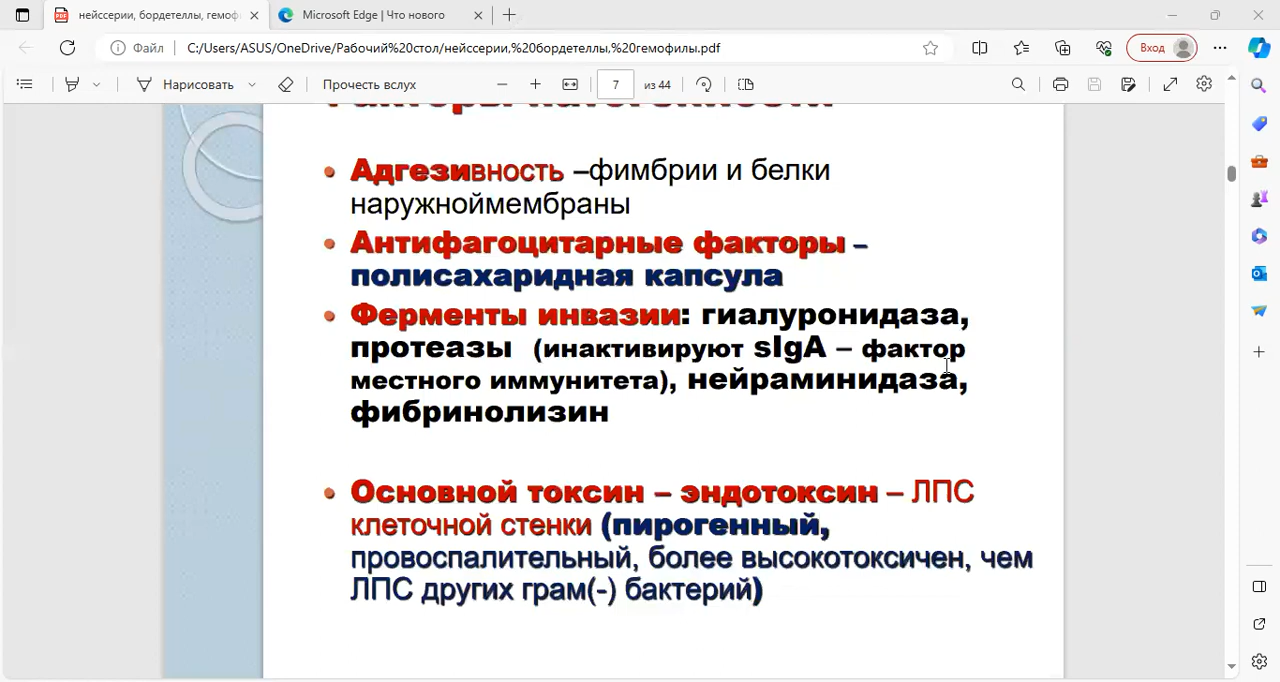 нейссерии, бордетеллы, гемофи
Microsoft Edge | Что нового
Файл
C:/Users/ASUS/OneDrive/Рабочий%20стол/нейссерии,%20бордетеллы,%20гемофилы.pdf
Вход
Нарисовать
Прочесть вслух
7 из 44
Адгезивность –фимбрии и белки
наружноймембраны
Антифагоцитарные факторы –
полисахаридная капсула
Ферменты инвазии: гиалуронидаза,
протеазы (инактивируют sIgA – фактор
местного иммунитета), нейраминидаза,
фибринолизин
Основной токсин – эндотоксин – ЛПС
клеточной стенки (пирогенный,
провоспалительный, более высокотоксичен, чем
ЛПС других грам(-) бактерий)